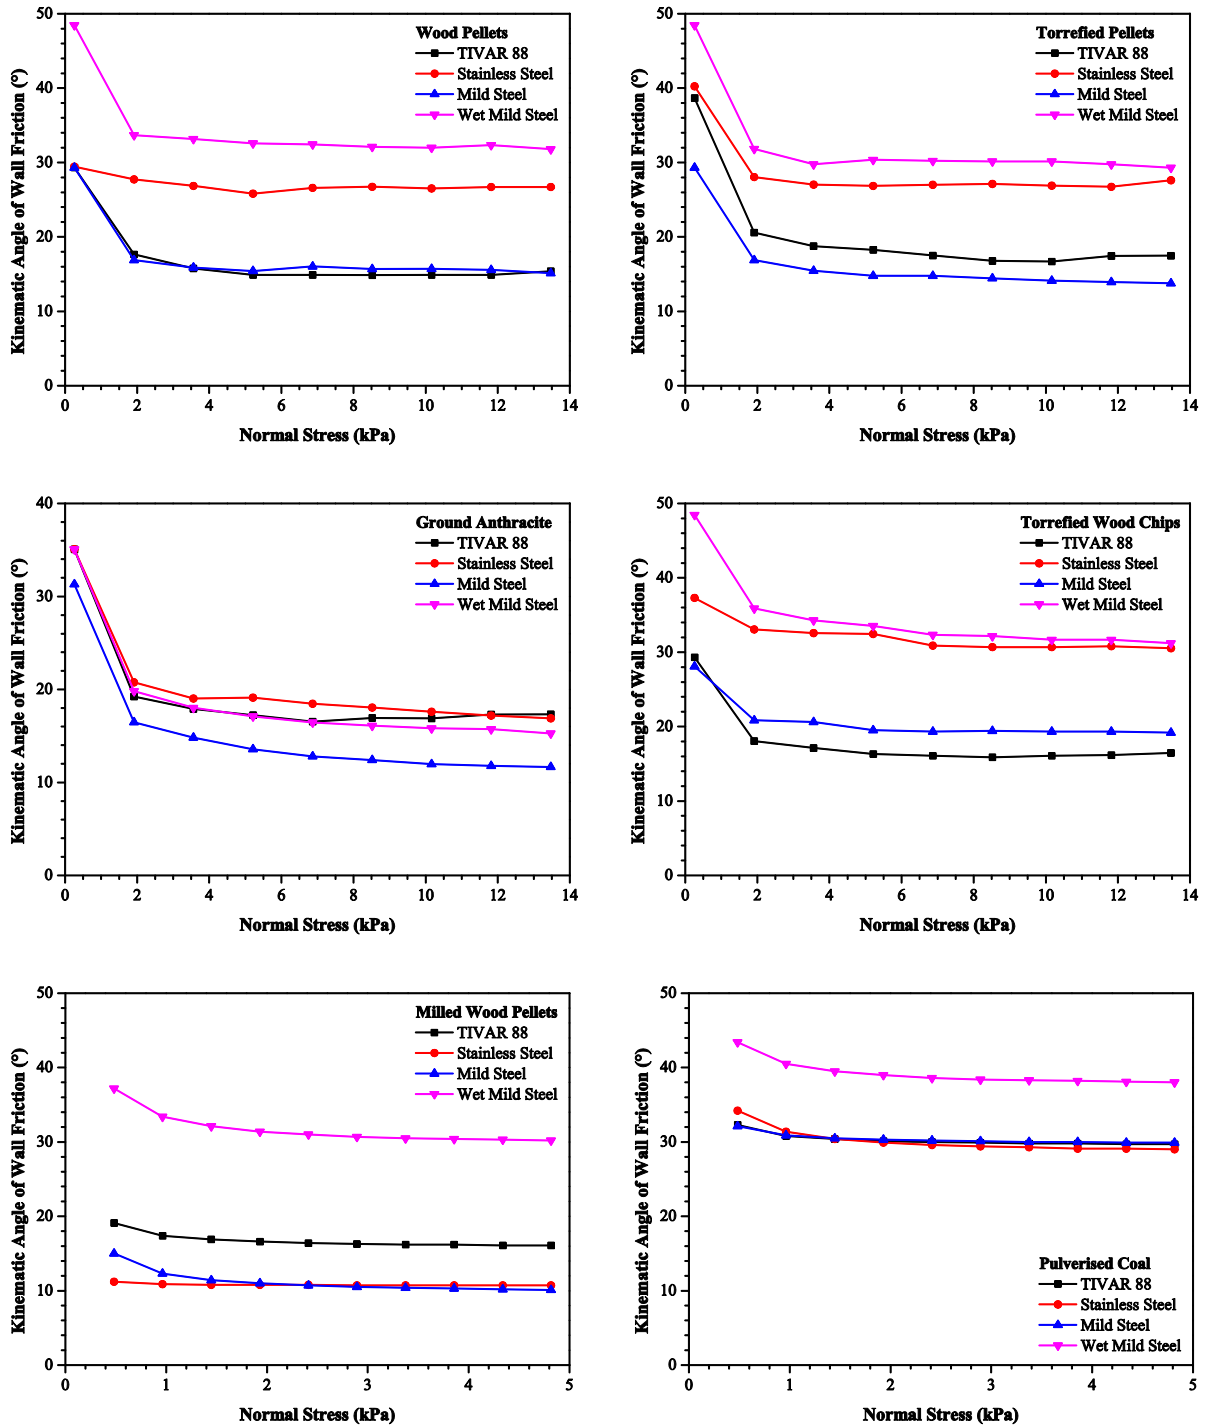 Wood Pellets
TIVAR 88
Stainless Steel
Mild Steel
Wet Mild Steel
Kinematic Angle of Wall Friction (°)
50
40
30
20
10
0
0 2 4 6 8 10 12 14
Normal Stress (kPa)
Torrefied Pellets
TIVAR 88
Stainless Steel
Mild Steel
Wet Mild Steel
Kinematic Angle of Wall Friction (°)
50
40
30
20
10
0
0 2 4 6 8 10 12 14
Normal Stress (kPa)
Ground Anthracite
TIVAR 88
Stainless Steel
Mild Steel
Wet Mild Steel
Kinematic Angle of Wall Friction (°)
40
30
20
10
0
0 2 4 6 8 10 12 14
Normal Stress (kPa)
Torrefied Wood Chips
TIVAR 88
Stainless Steel
Mild Steel
Wet Mild Steel
Kinematic Angle of Wall Friction (°)
50
40
30
20
10
0
0 2 4 6 8 10 12 14
Normal Stress (kPa)
Milled Wood Pellets
TIVAR 88
Stainless Steel
Mild Steel
Wet Mild Steel
Kinematic Angle of Wall Friction (°)
50
40
30
20
10
0
0 1 2 3 4 5
Normal Stress (kPa)
Kinematic Angle of Wall Friction (°)
50
40
30
20
10
0
Pulverised Coal
TIVAR 88
Stainless Steel
Mild Steel
Wet Mild Steel
0 1 2 3 4 5
Normal Stress (kPa)